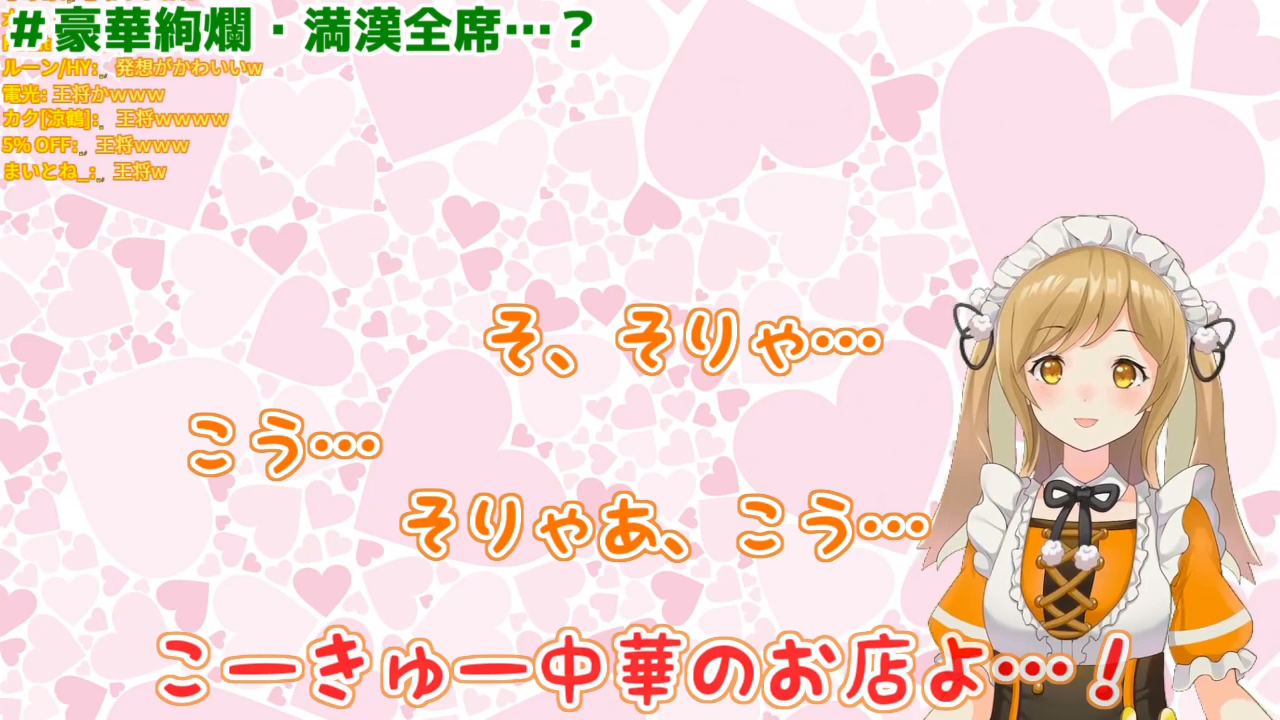 #豪華絢爛・満漢全席…？
ルーン/HY: 発想がかわいいw
電光: 王将かwww
カク[涼鶴]: 王将wwww
5% OFF: 王将www
まいとね_: 王将w
そ、そりゃ…
こう…
そりゃあ、こう…
こーきゅー中華のお店よ…！